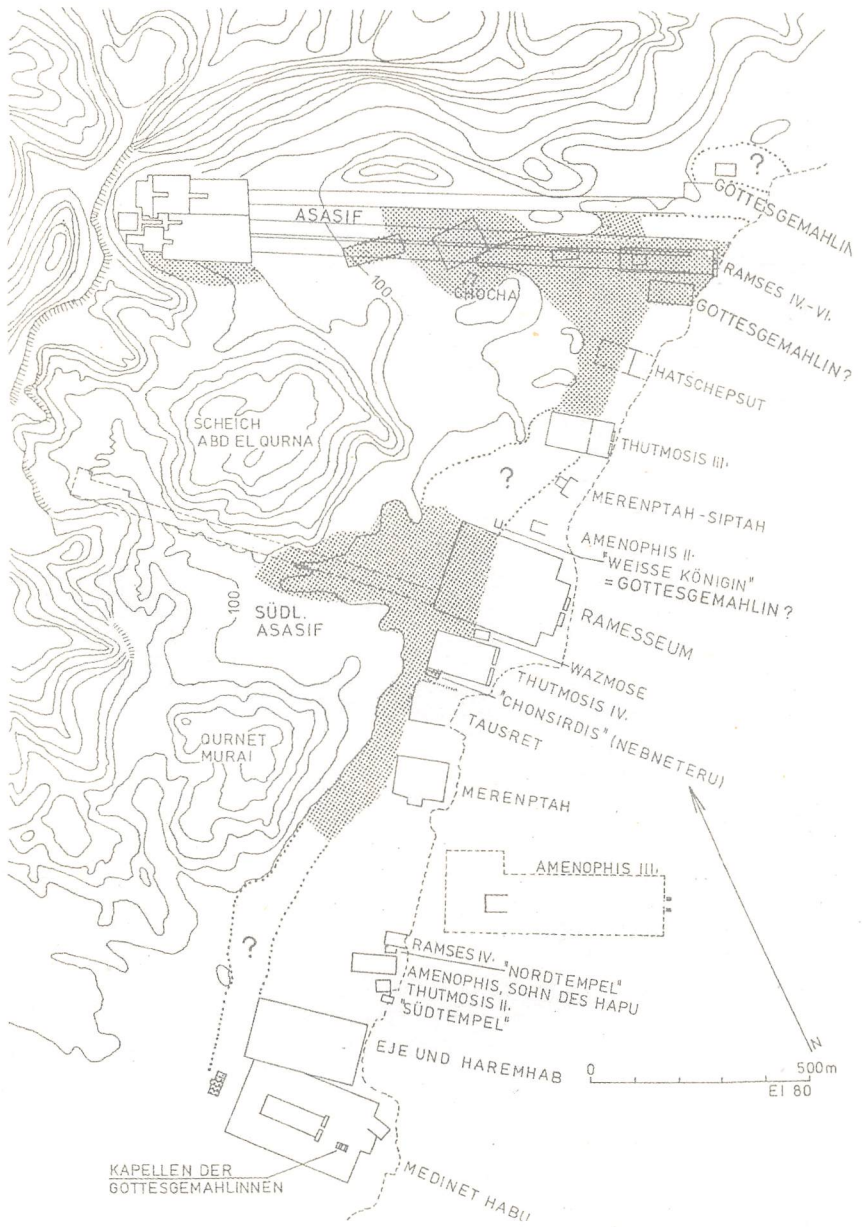 ?
GOTTESGEMAHLIN
ASASIF
RAMSES IV.-VI.
100
GHOCHA
GOTTESGEMAHLIN?
HATSCHEPSUT
SCHEICH
ABD EL QURNA
THUTMOSIS III.
?
MERENPTAH-SIPTAH
AMENOPHIS II.
"WEISSE KÖNIGIN"
= GOTTESGEMAHLIN?
100
SÜDL.
ASASIF
RAMESSEUM
WAZMOSE
THUTMOSIS IV.
"CHONSIRDIS" (NEBNETERU)
TAUSRET
QURNET
MURAI
MERENPTAH
AMENOPHIS III.
?
RAMSES IV.
"NORDTEMPEL"
AMENOPHIS, SOHN DES HAPU
THUTMOSIS II.
"SÜDTEMPEL"
EJE UND HAREMHAB
N
0 500m
EI 80
KAPELLEN DER
GOTTESGEMAHLINNEN
MEDINET HABU